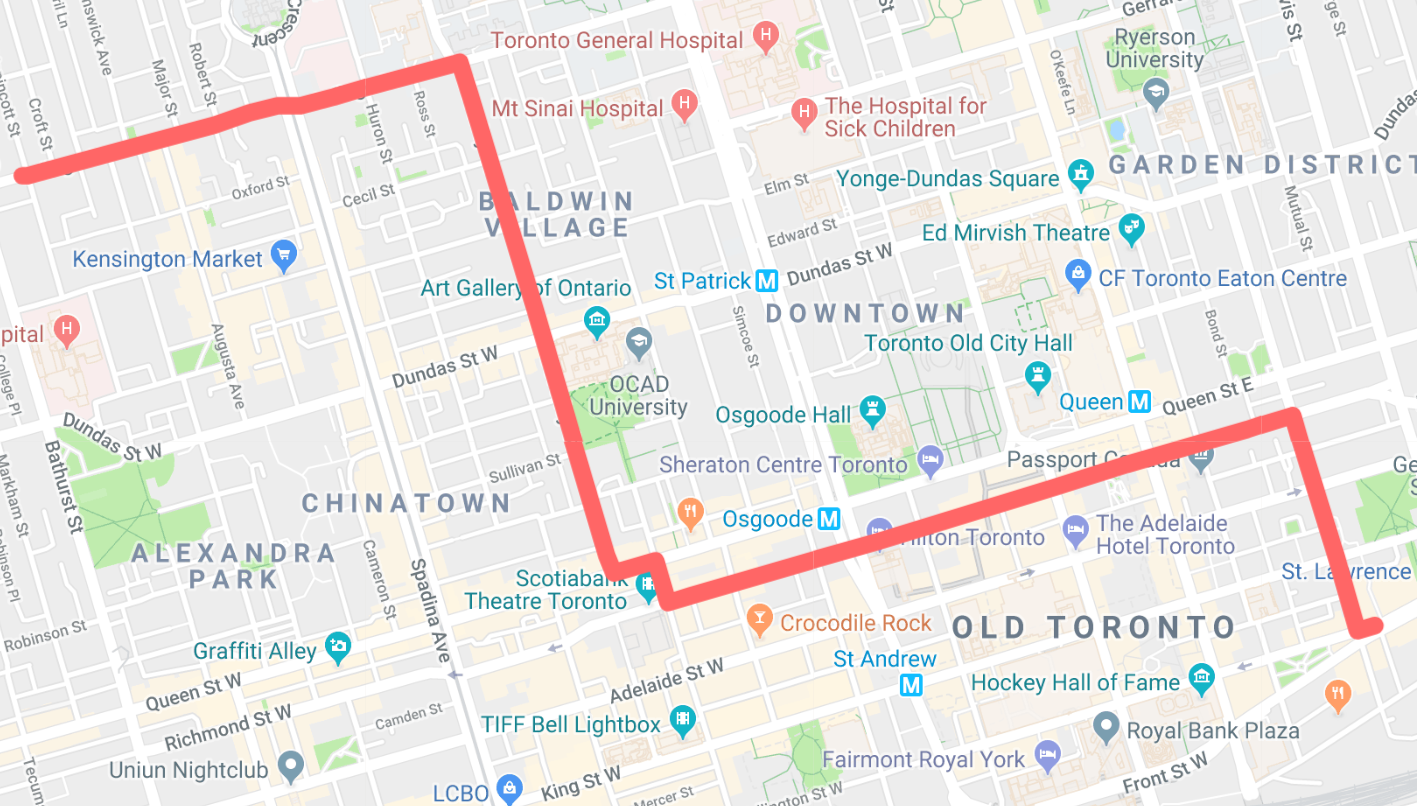 Crescent
Gerrard
Toronto General Hospital
Ryerson
University
Robert St
Major St
Croft St
Mt Sinai Hospital
The Hospital for
Sick Children
O'Keefe Ln
Ross St
Huron St
Dundas
Yonge-Dundas Square
GARDEN DISTRICT
Elm St
Oxford St
Cecil St
BALDWIN
VILLAGE
Mutual St
Edward St
Ed Mirvish Theatre
Kensington Market
Dundas St W
St Patrick
CF Toronto Eaton Centre
Art Gallery of Ontario
DOWNTOWN
Simcoe St
Bond St
pital
Toronto Old City Hall
Augusta Ave
Dundas St W
College Pl
OCAD
University
Queen
Queen St E
Osgoode Hall
Dundas St W
Bathurst St
Sullivan St
Sheraton Centre Toronto
Passport Canada
Markham St
CHINATOWN
Osgoode
Hilton Toronto
The Adelaide
Hotel Toronto
ALEXANDRA
PARK
Cameron St
Spadina Ave
Scotiabank
Theatre Toronto
St. Lawrence
Robinson St
Crocodile Rock
OLD TORONTO
Graffiti Alley
St Andrew
Queen St W
Adelaide St W
Hockey Hall of Fame
Richmond St W
Camden St
TIFF Bell Lightbox
Royal Bank Plaza
Uniun Nightclub
Fairmont Royal York
Front St W
LCBO
King St W
Mercer St
Tecum